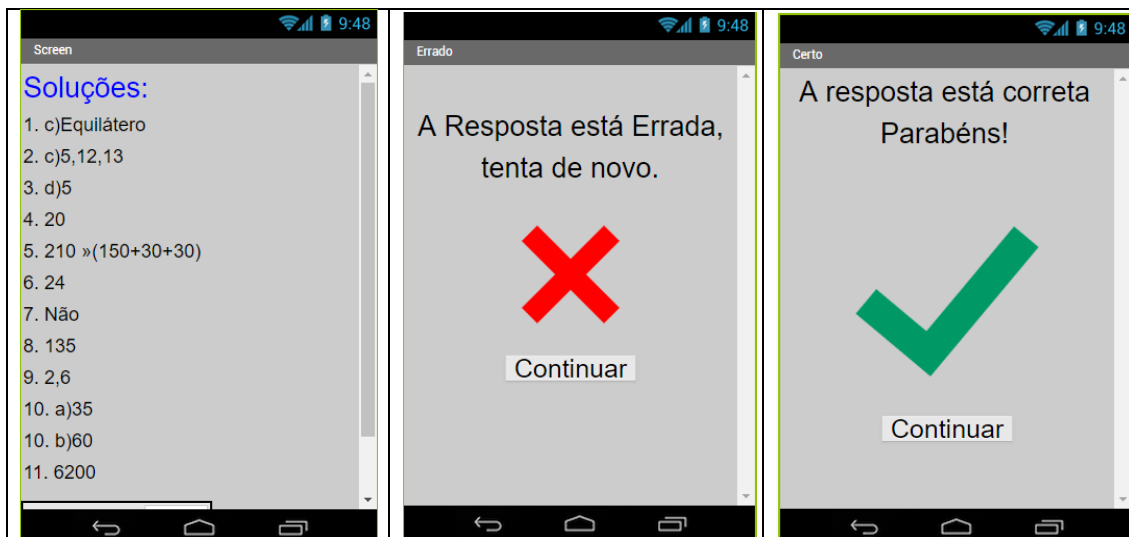 9:48
Screen
Soluções:
1. c)Equilátero
2. c)5,12,13
3. d)5
4. 20
5. 210 »(150+30+30)
6. 24
7. Não
8. 135
9. 2,6
10. a)35
10. b)60
11. 6200
9:48
Errado
A Resposta está Errada,
tenta de novo.
Continuar
9:48
Certo
A resposta está correta
Parabéns!
Continuar